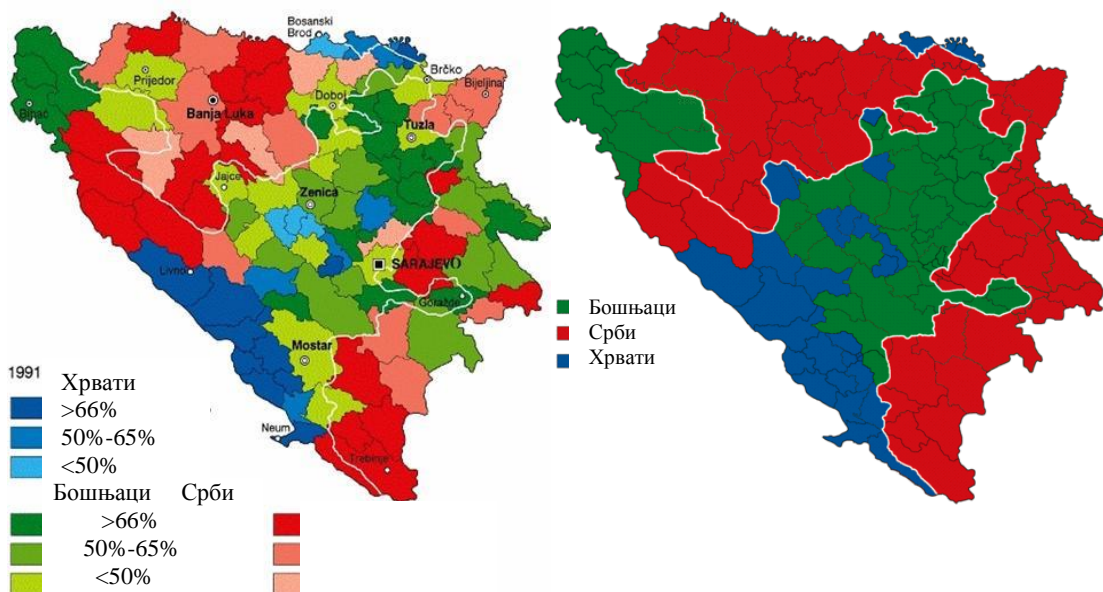 Bosanski
Brod
Brčko
Prijedor
Bijeljina
Doboj
Bihać
Banja Luka
Tuzla
Jajce
Zenica
SARAJEVO
Livno
Goražde
Mostar
Neum
Trebinje
1991
Хрвати
>66%
50%-65%
<50%
Бошњаци Срби
>66%
50%-65%
<50%
Бошњаци
Срби
Хрвати